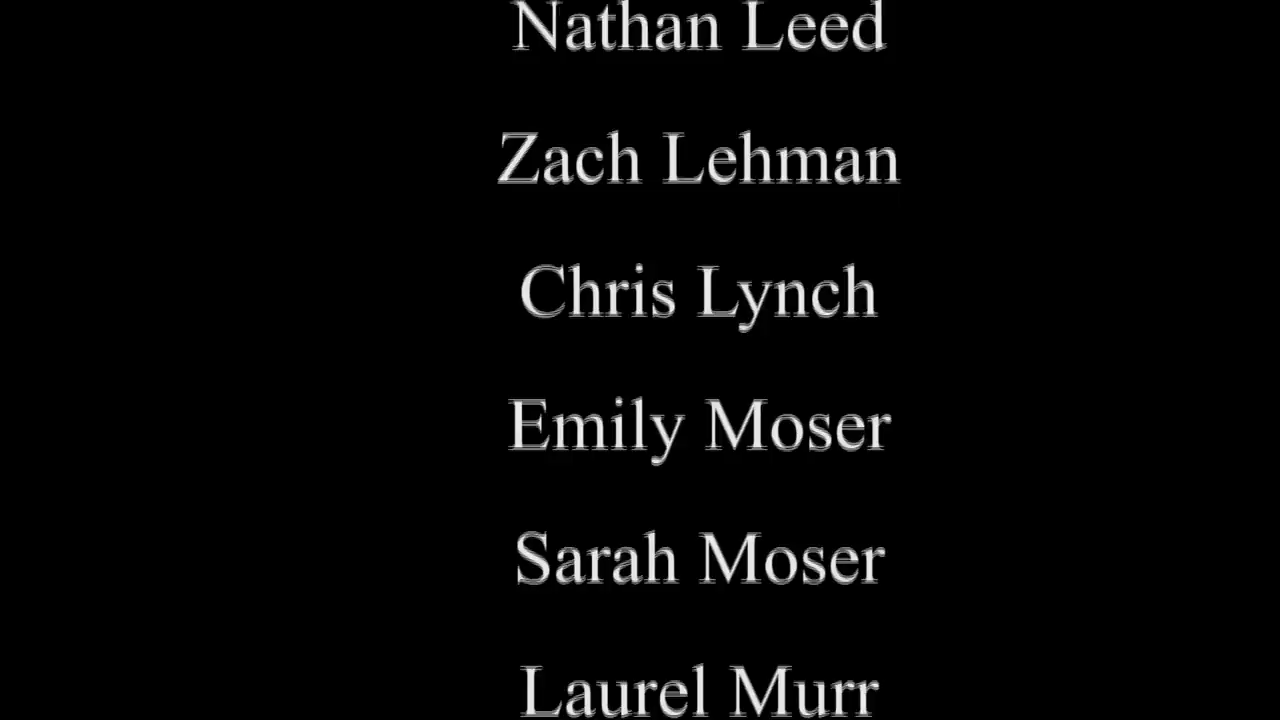 Nathan Leed
Zach Lehman
Chris Lynch
Emily Moser
Sarah Moser
Laurel Murr